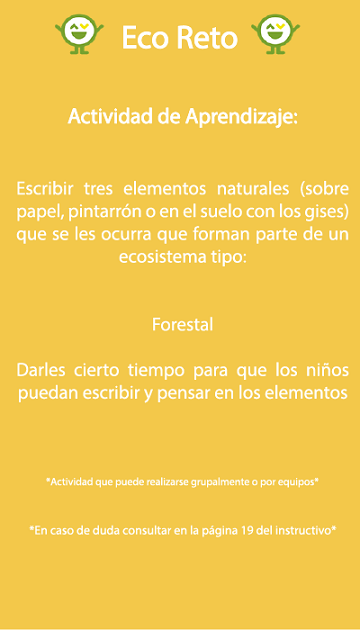 Eco Reto
Actividad de Aprendizaje:
Escribir tres elementos naturales (sobre
papel, pintarrón o en el suelo con los gises)
que se les ocurra que forman parte de un
ecosistema tipo:
Forestal
Darles cierto tiempo para que los niños
puedan escribir y pensar en los elementos
*Actividad que puede realizarse grupalmente o por equipos*
*En caso de duda consultar en la página 19 del instructivo*